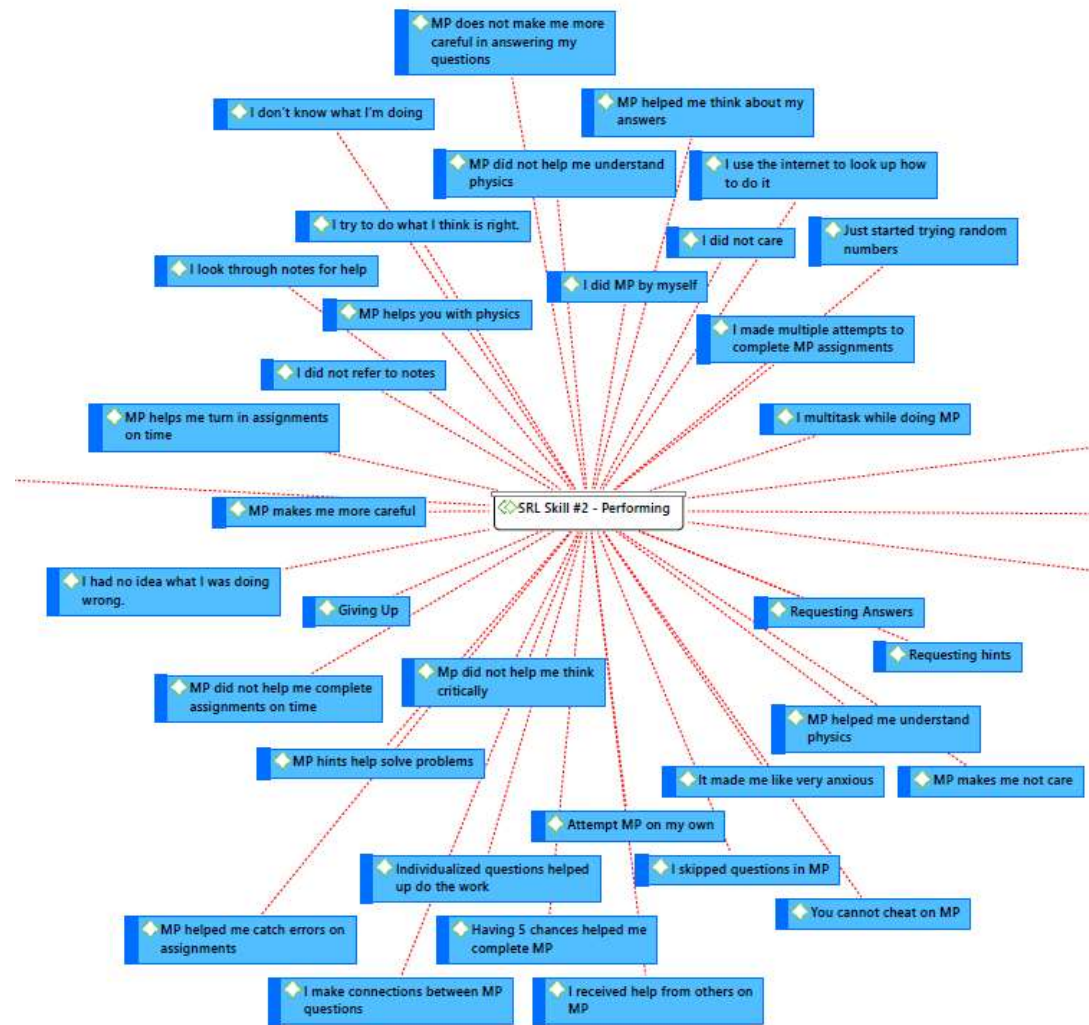 MP does not make me more
careful in answering my
questions
I don't know what I'm doing
MP helped me think about my
answers
MP did not help me understand
physics
I use the internet to look up how
to do it
I try to do what I think is right.
I did not care
Just started trying random
numbers
I look through notes for help
I did MP by myself
MP helps you with physics
I made multiple attempts to
complete MP assignments
I did not refer to notes
MP helps me turn in assignments
on time
I multitask while doing MP
MP makes me more careful
SRL Skill #2 - Performing
I had no idea what I was doing
wrong.
Giving Up
Requesting Answers
Requesting hints
Mp did not help me think
critically
MP did not help me complete
assignments on time
MP helped me understand
physics
MP hints help solve problems
It made me like very anxious
MP makes me not care
Attempt MP on my own
Individualized questions helped
up do the work
I skipped questions in MP
You cannot cheat on MP
MP helped me catch errors on
assignments
Having 5 chances helped me
complete MP
I make connections between MP
questions
I received help from others on
MP